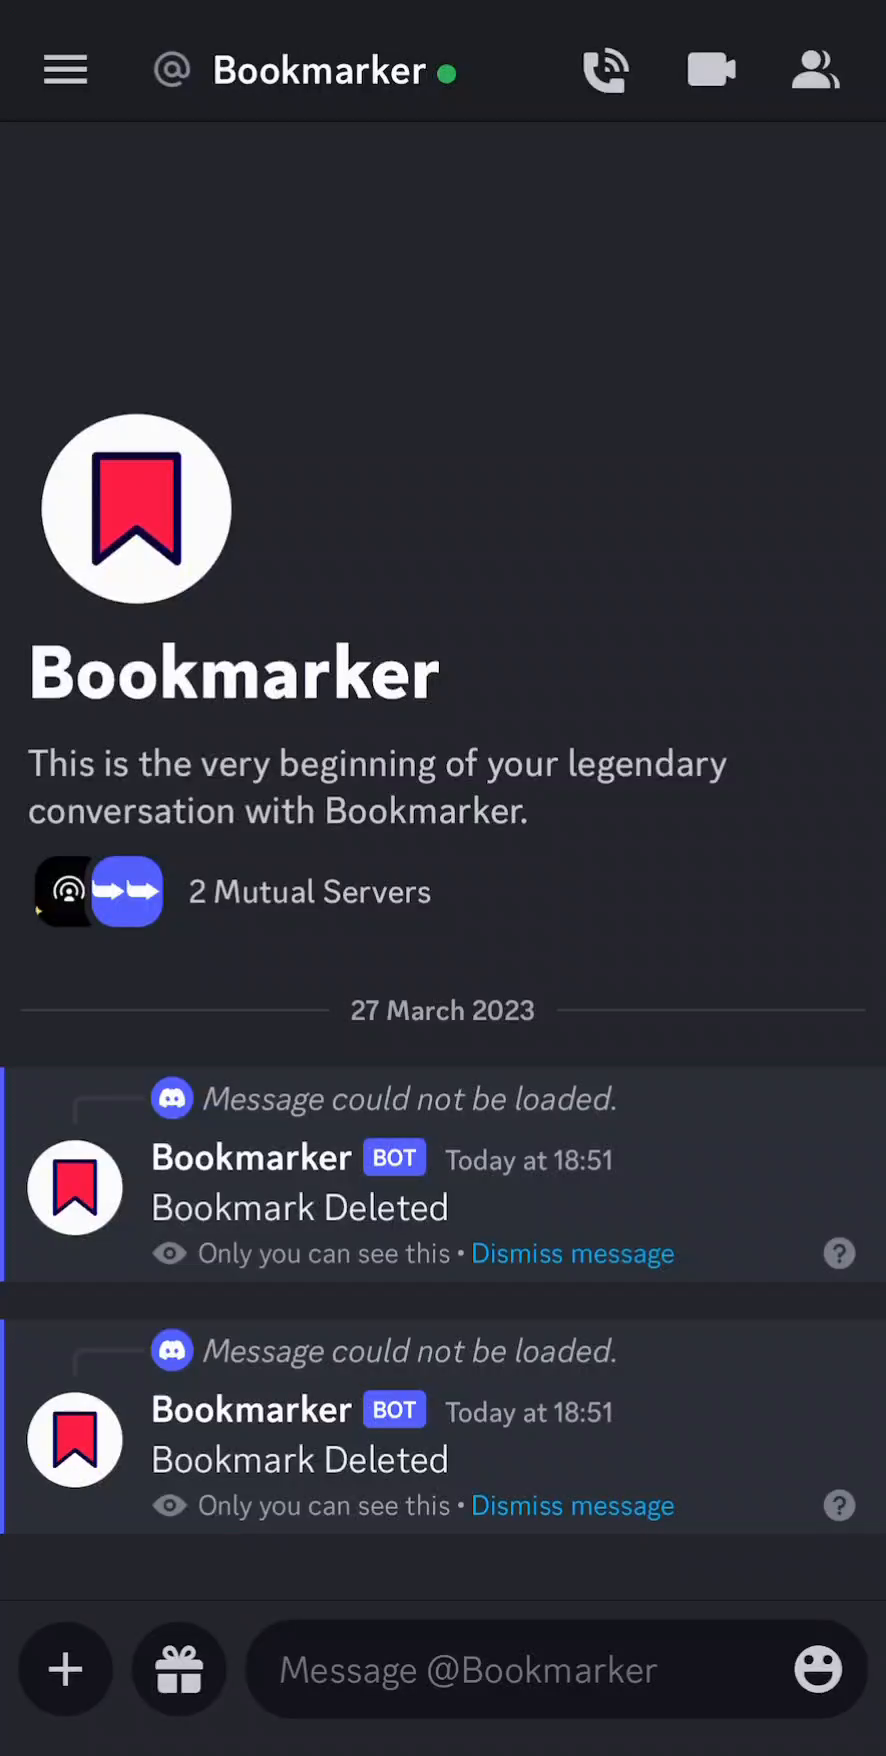 @ Bookmarker
Bookmarker
This is the very beginning of your legendary
conversation with Bookmarker.
2 Mutual Servers
27 March 2023
Message could not be loaded.
Bookmarker BOT Today at 18:51
Bookmark Deleted
Only you can see this • Dismiss message ?
Message could not be loaded.
Bookmarker BOT Today at 18:51
Bookmark Deleted
Only you can see this • Dismiss message ?
Message @Bookmarker